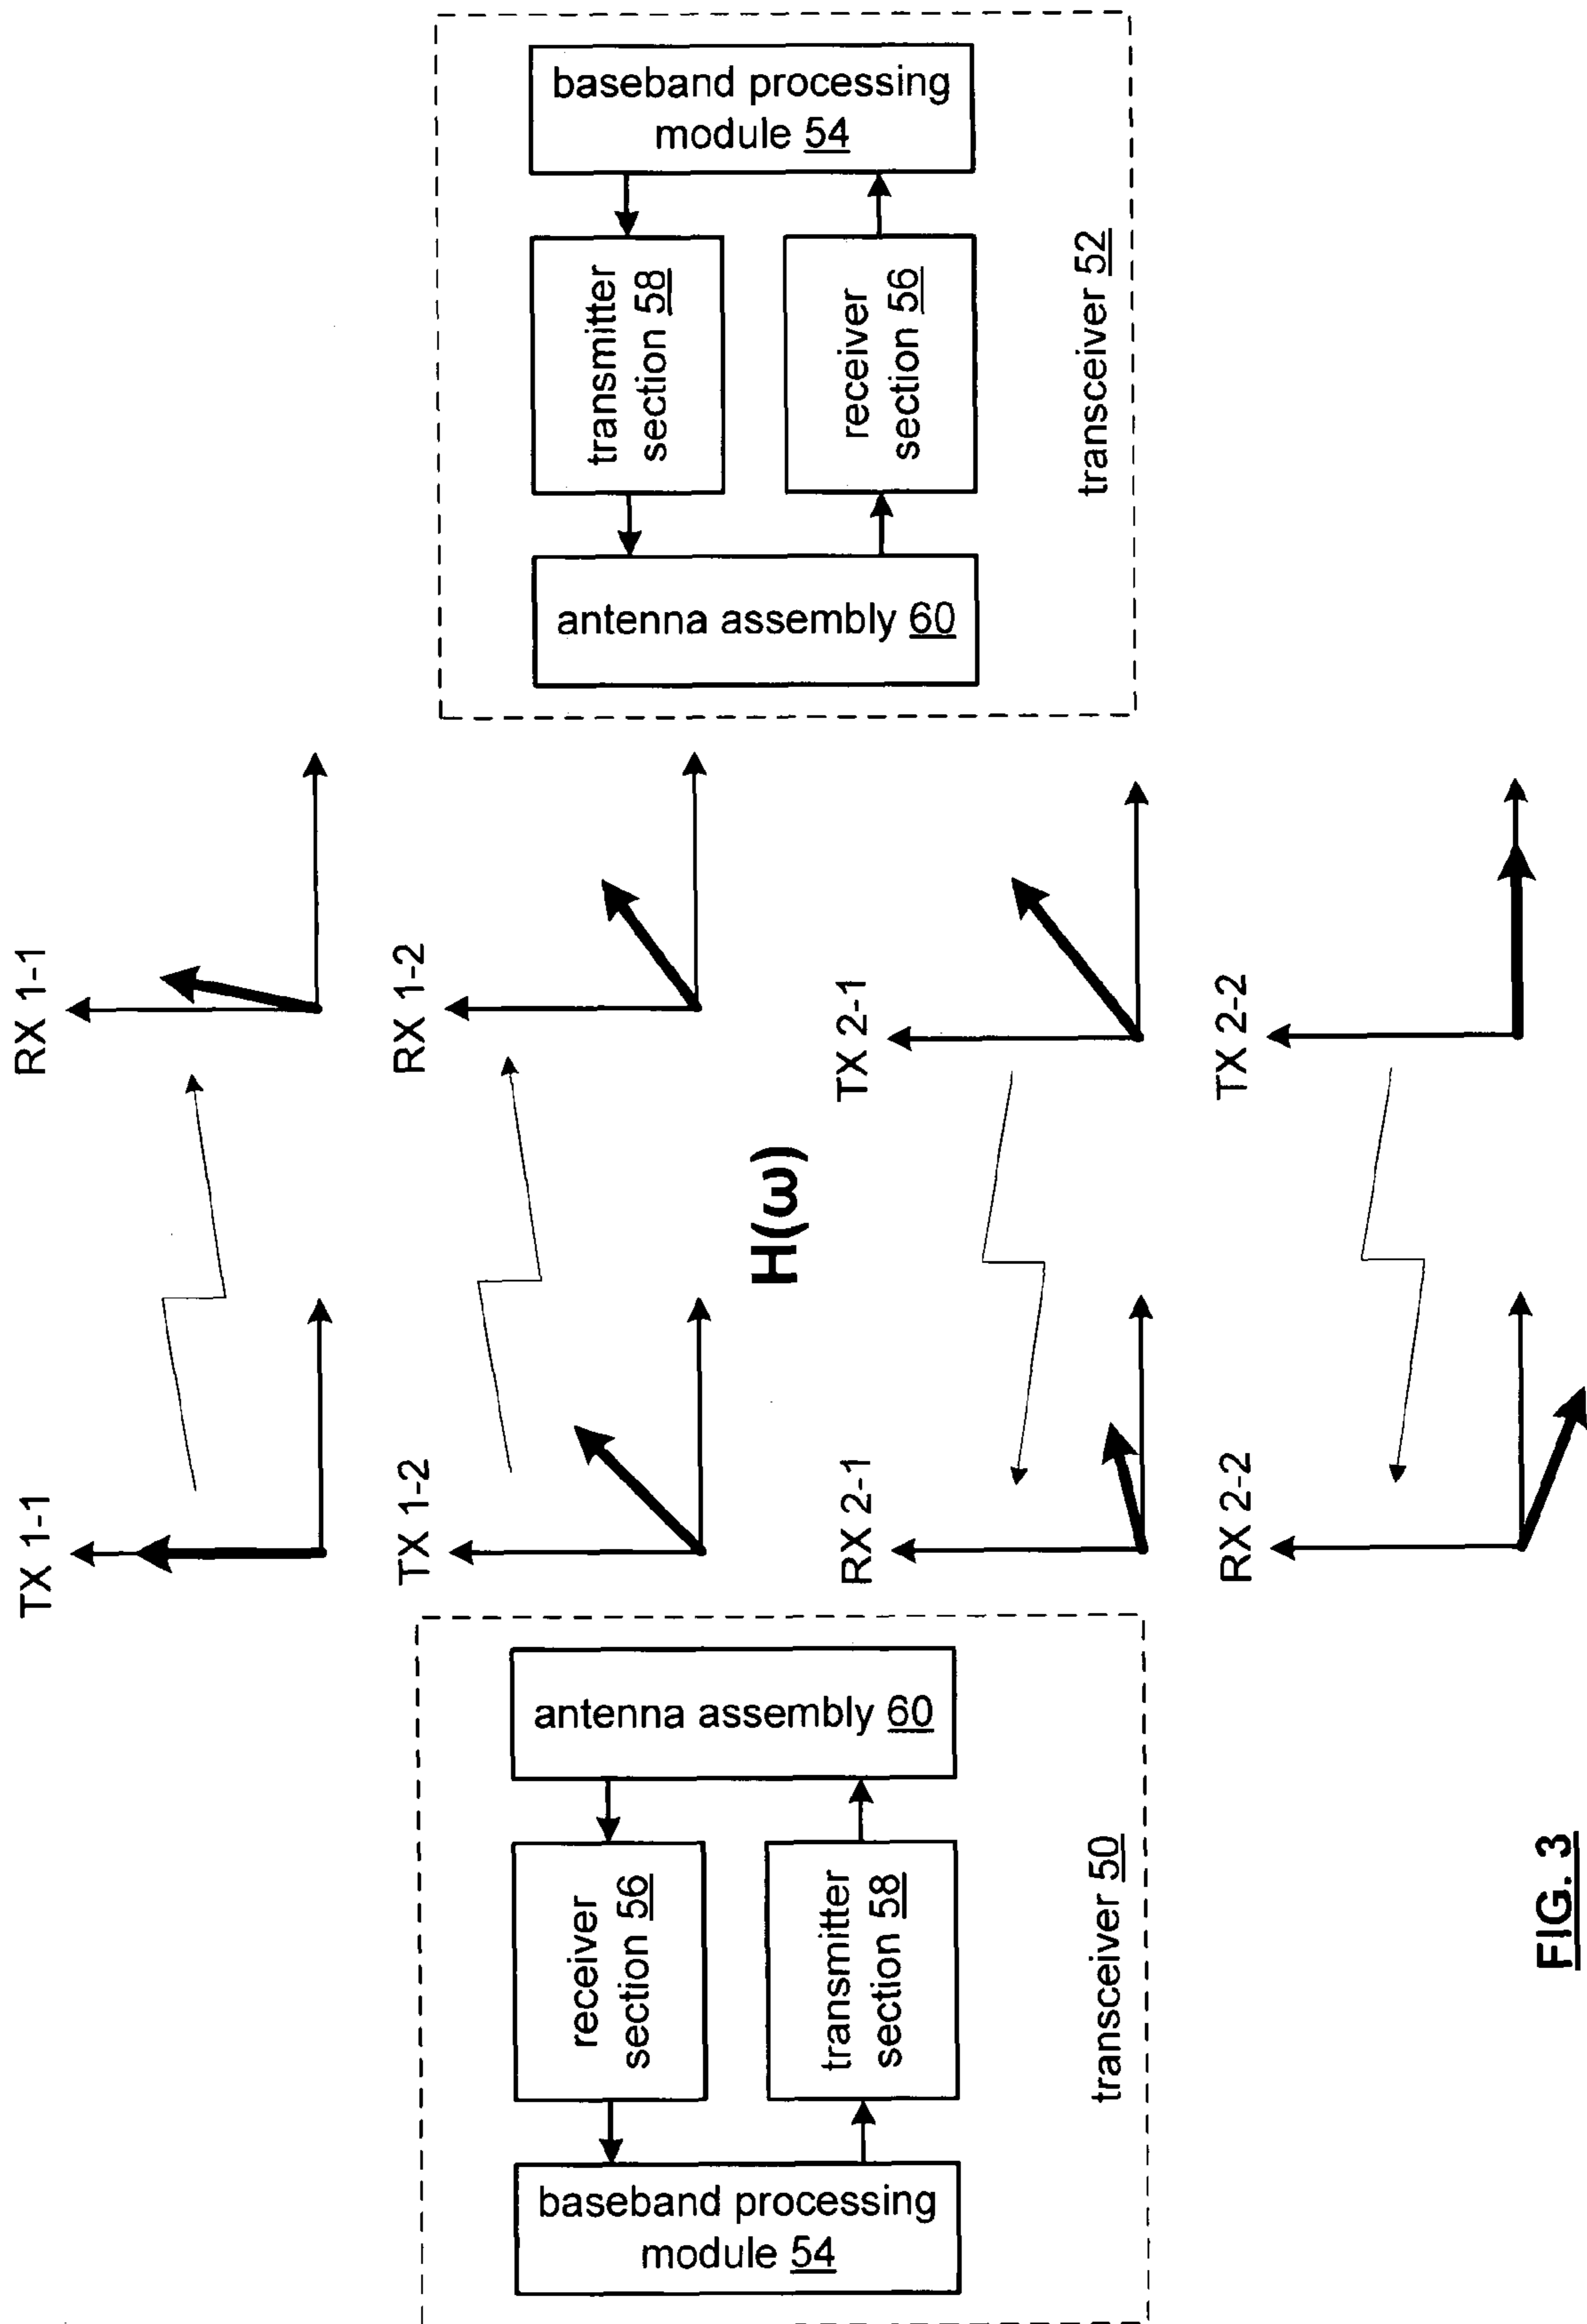 TX 1-1
RX 1-1
TX 1-2
RX 1-2
H(ω)
RX 2-1
TX 2-1
RX 2-2
TX 2-2
baseband processing
module 54
receiver
section 56
transmitter
section 58
antenna assembly 60
transceiver 50
antenna assembly 60
transmitter
section 58
receiver
section 56
baseband processing
module 54
transceiver 52
FIG. 3